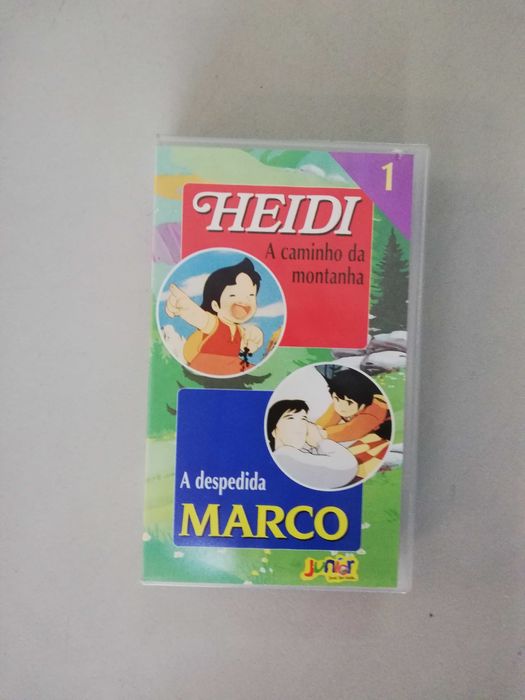 1
HEIDI
A caminho da
montanha
A despedida
MARCO
junior